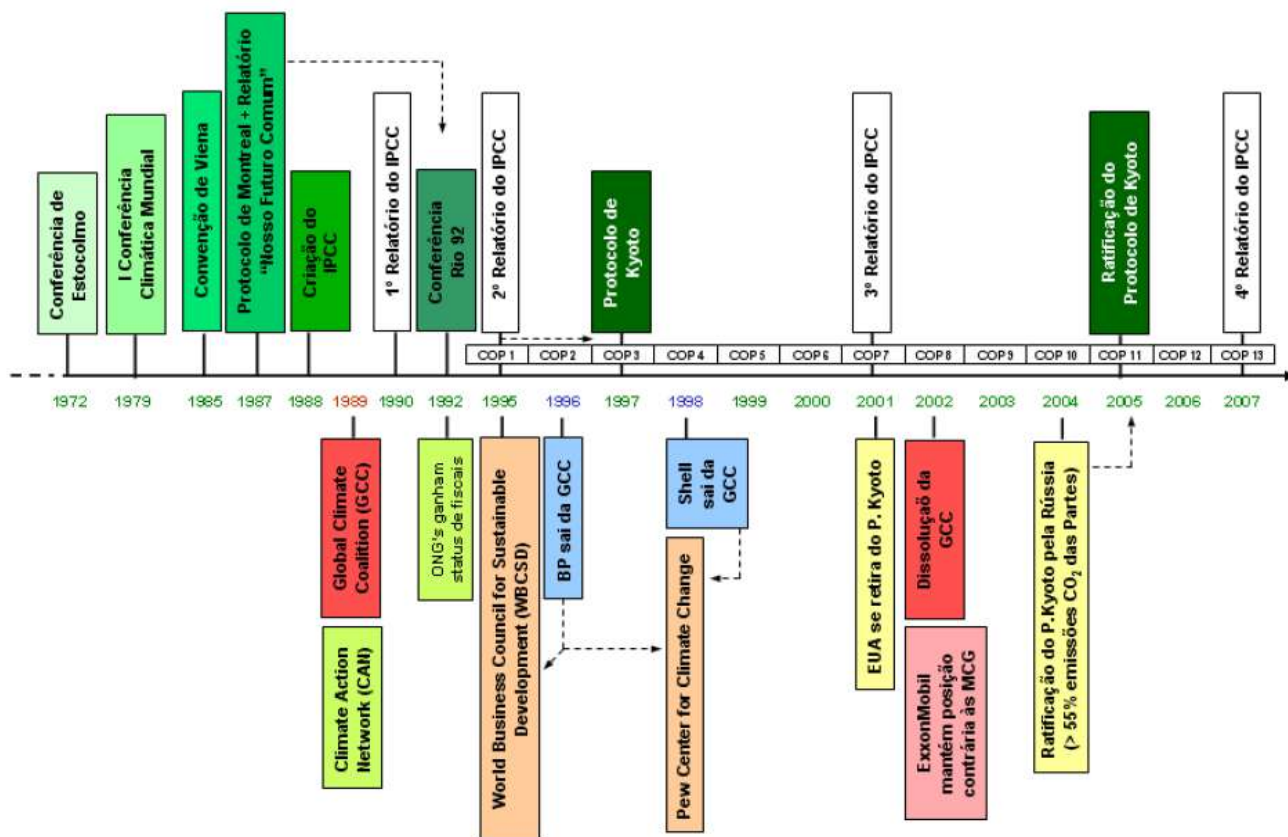 Conferência de
Estocolmo
I Conferência
Climática Mundial
Convenção de Viena
Protocolo de Montreal + Relatório
“Nosso Futuro Comum”
Criação do
IPCC
1º Relatório do IPCC
Conferência
Rio 92
2º Relatório do IPCC
Protocolo de
Kyoto
3º Relatório do IPCC
Ratificação do
Protocolo de Kyoto
4º Relatório do IPCC
COP 1 COP 2 COP 3 COP 4 COP 5 COP 6 COP7 COP 8 COP 9 COP 10 COP 11 COP 12 COP 13
1972 1979 1985 1987 1988 1989 1990 1992 1995 1996 1997 1998 1999 2000 2001 2002 2003 2004 2005 2006 2007
Global Climate
Coalition (GCC)
Climate Action
Network (CAN)
ONG's ganham
status de fiscais
World Business Council for Sustainable
Development (WBCSD)
BP sai da GCC
Shell
sai da
GCC
Pew Center for Climate Change
EUA se retira do P. Kyoto
Dissolução da
GCC
ExxonMobil
mantém posição
contrária às MCG
Ratificação do P.Kyoto pela Rússia
(> 55% emissões CO₂ das Partes)